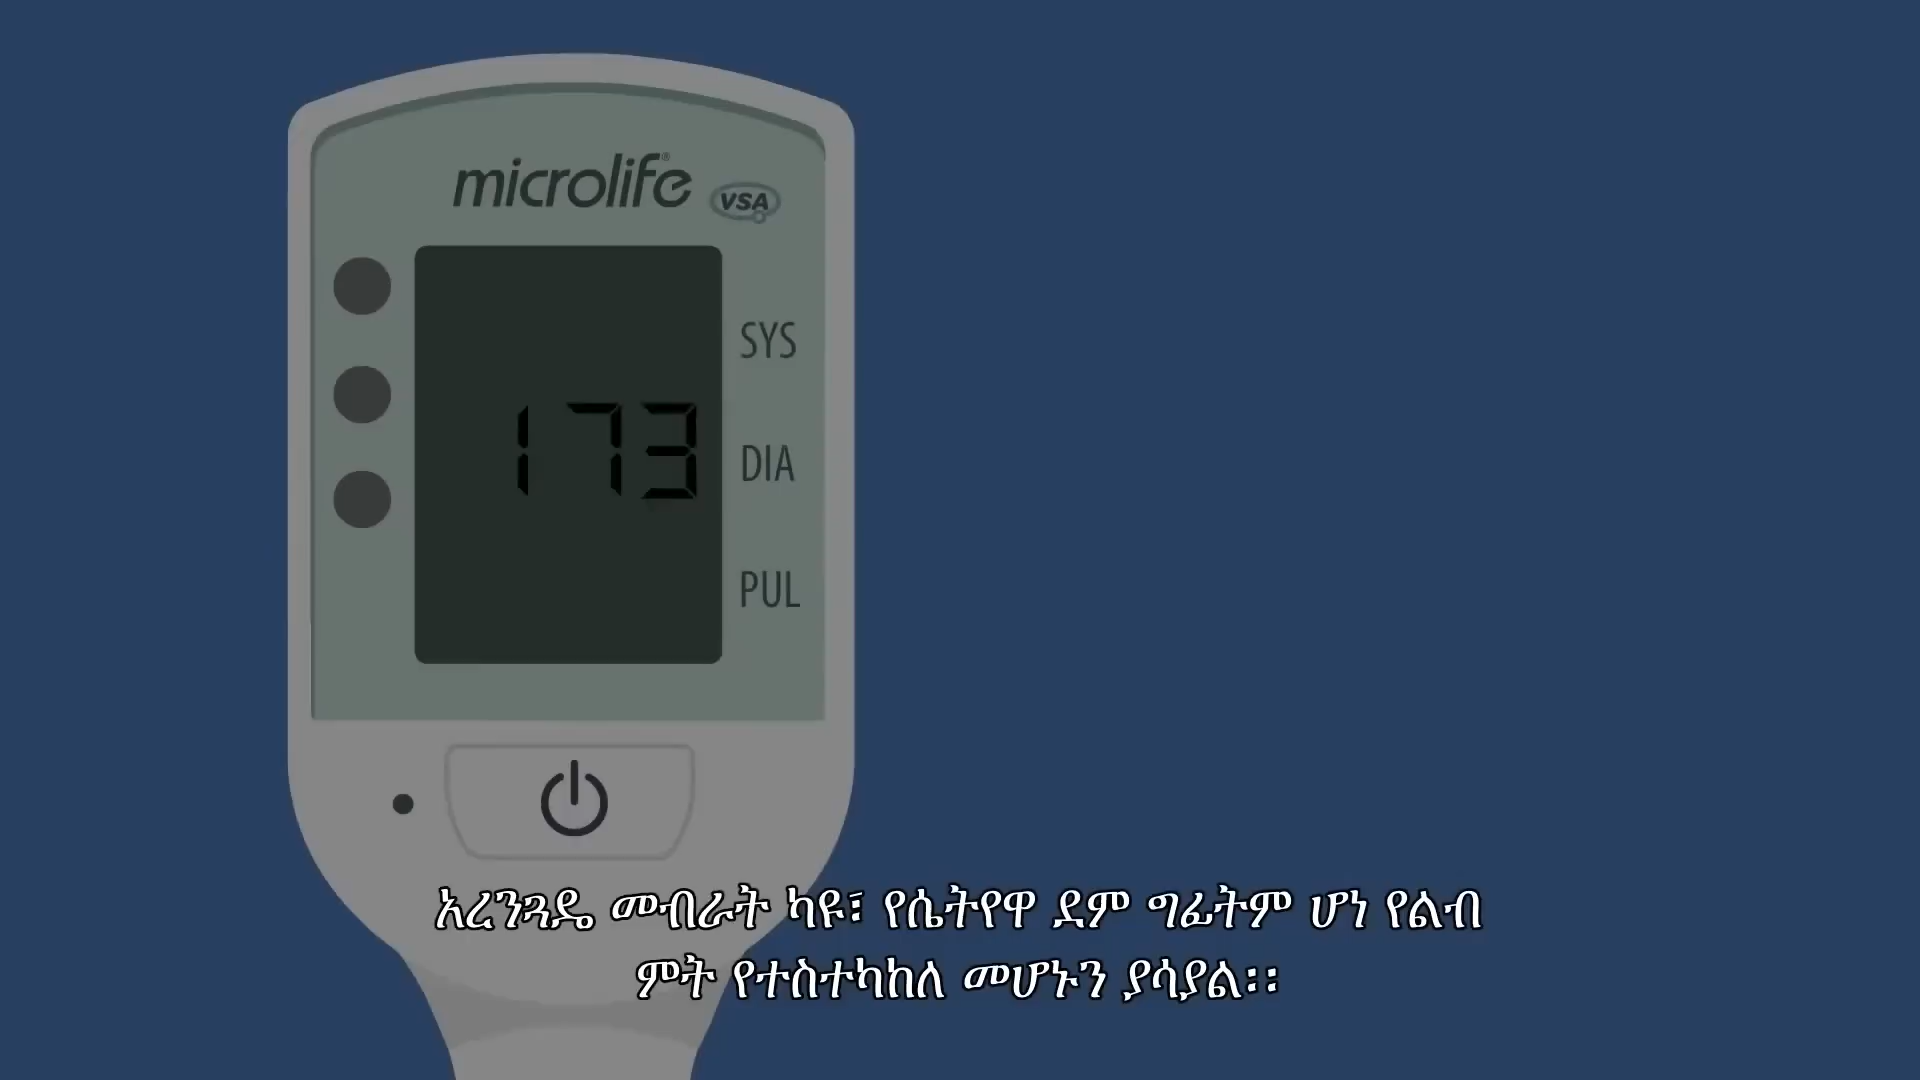 microlife®
VSA
SYS
173
DIA
PUL
አረንጓዴ መብራት ካዩ፣ የሴትየዋ ደም ግፊትም ሆነ የልብ
ምት የተስተካከለ መሆኑን ያሳያል፡፡